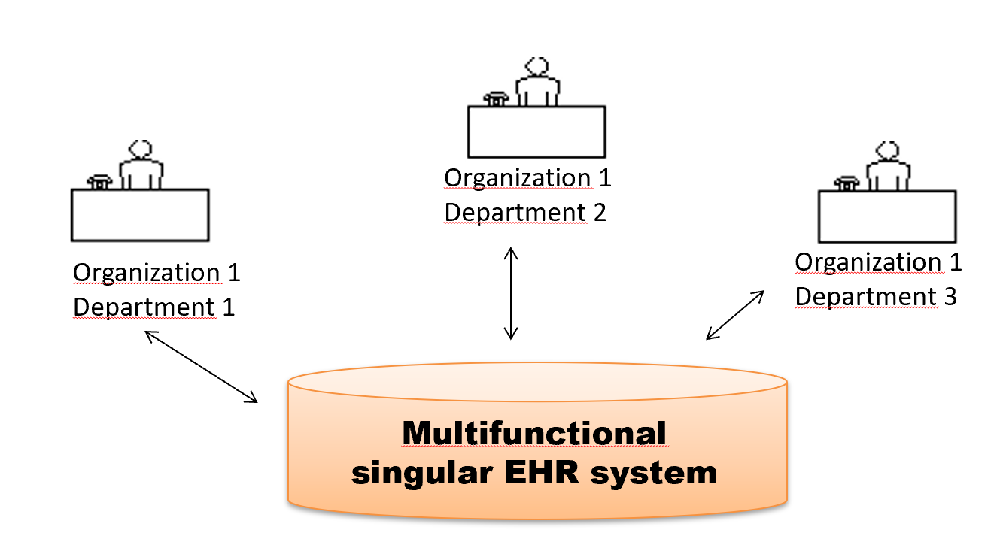 Organization 1
Department 2
Organization 1
Department 1
Organization 1
Department 3
Multifunctional
singular EHR system